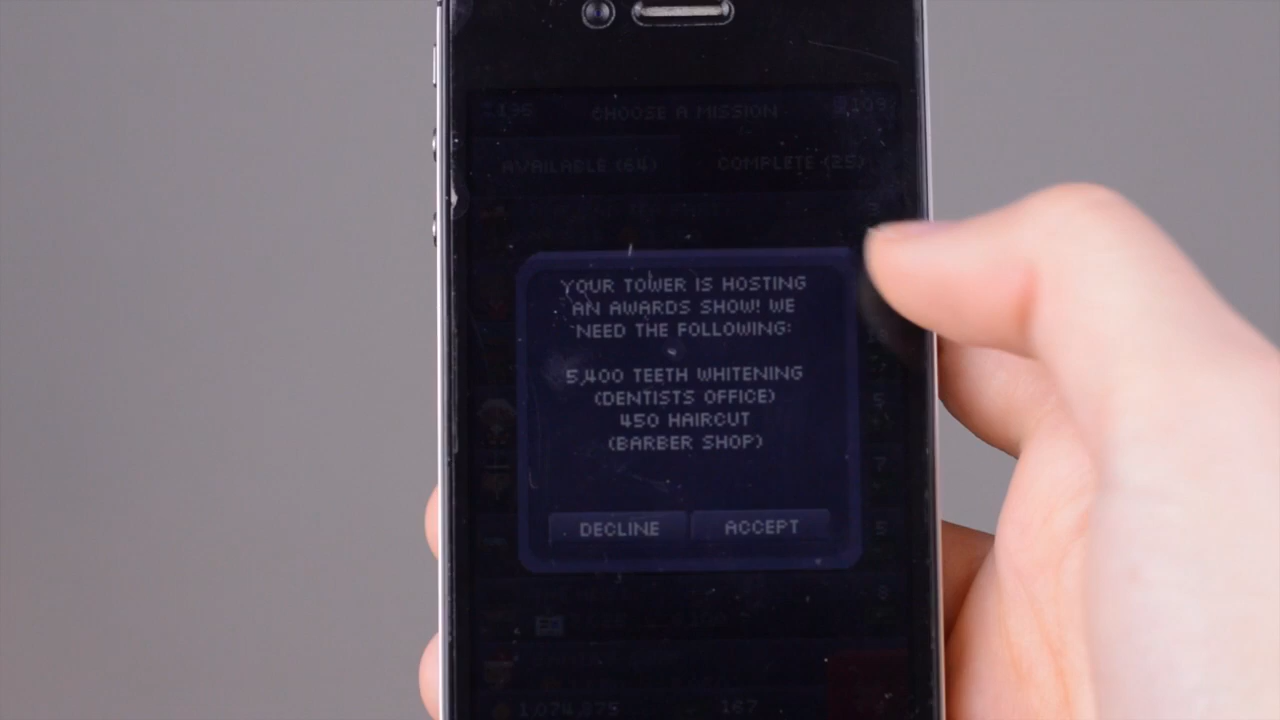 CHOOSE A MISSION
AVAILABLE (64) COMPLETE (25)
YOUR TOWER IS HOSTING
AN AWARDS SHOW! WE
NEED THE FOLLOWING:
5,400 TEETH WHITENING
(DENTISTS OFFICE)
450 HAIRCUT
(BARBER SHOP)
DECLINE ACCEPT
167